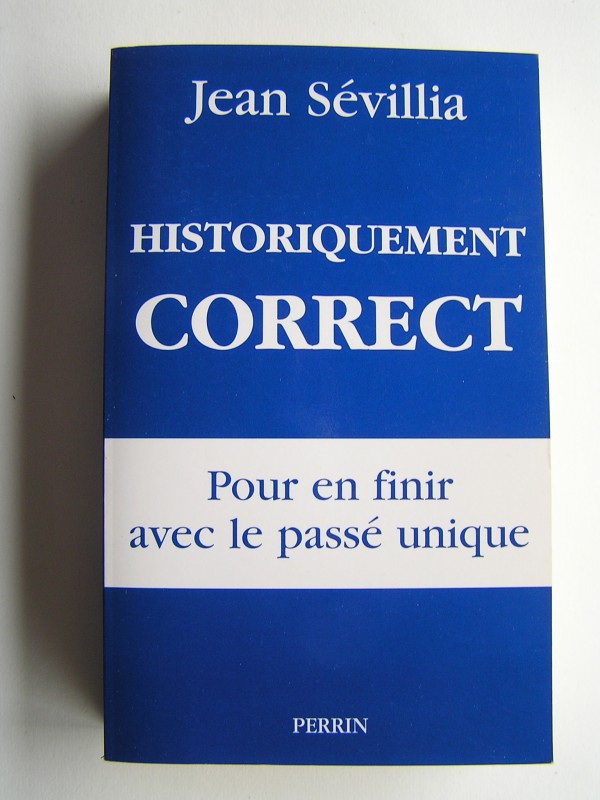 Jean Sévillia
HISTORIQUEMENT
CORRECT
Pour en finir
avec le passé unique
PERRIN